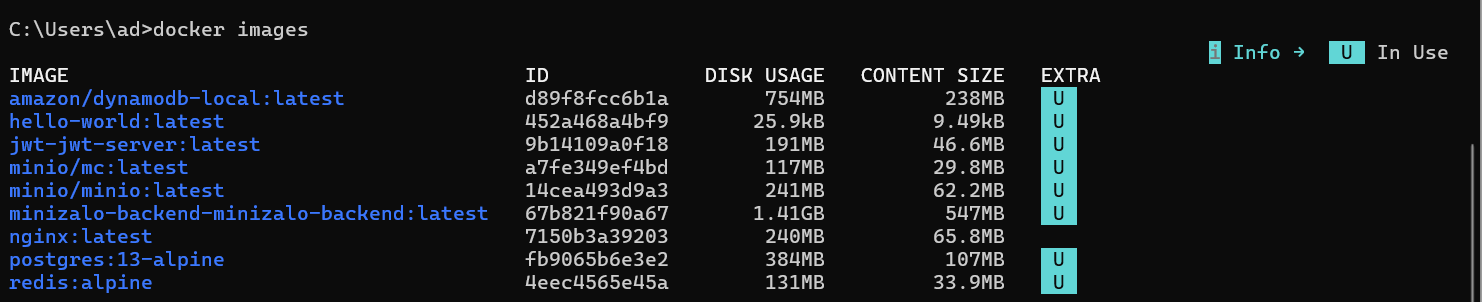 C:\Users\ad>docker images
i Info → U In Use
IMAGE ID DISK USAGE CONTENT SIZE EXTRA
amazon/dynamodb-local:latest d89f8fcc6b1a 754MB 238MB U
hello-world:latest 452a468a4bf9 25.9kB 9.49kB U
jwt-jwt-server:latest 9b14109a0f18 191MB 46.6MB U
minio/mc:latest a7fe349ef4bd 117MB 29.8MB U
minio/minio:latest 14cea493d9a3 241MB 62.2MB U
minizalo-backend-minizalo-backend:latest 67b821f90a67 1.41GB 547MB U
nginx:latest 7150b3a39203 240MB 65.8MB
postgres:13-alpine fb9065b6e3e2 384MB 107MB U
redis:alpine 4eec4565e45a 131MB 33.9MB U